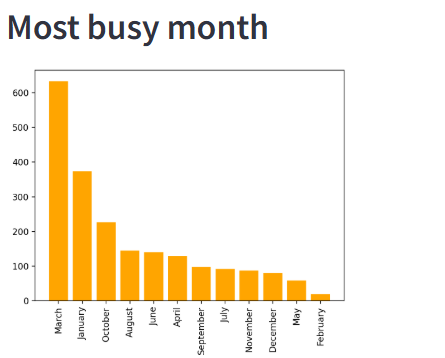 Most busy month
600
500
400
300
200
100
0
March
January
October
August
June
April
September
July
November
December
May
February